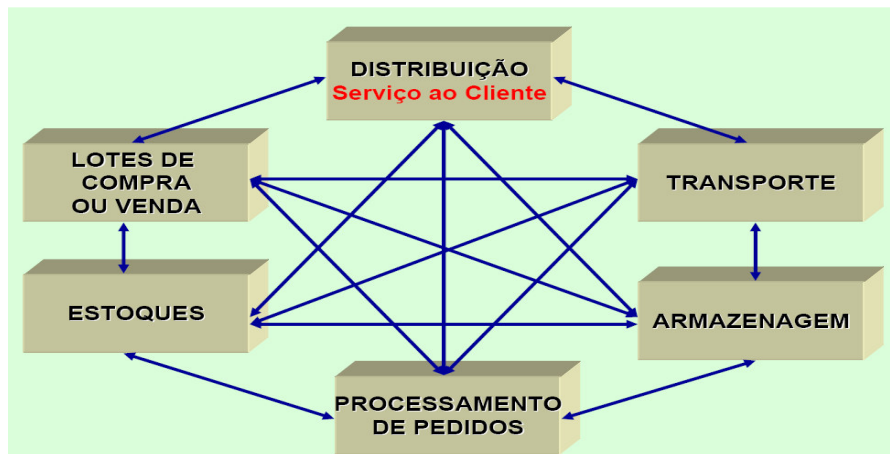 DISTRIBUIÇÃO
Serviço ao Cliente
LOTES DE
COMPRA
OU VENDA
TRANSPORTE
ESTOQUES
ARMAZENAGEM
PROCESSAMENTO
DE PEDIDOS